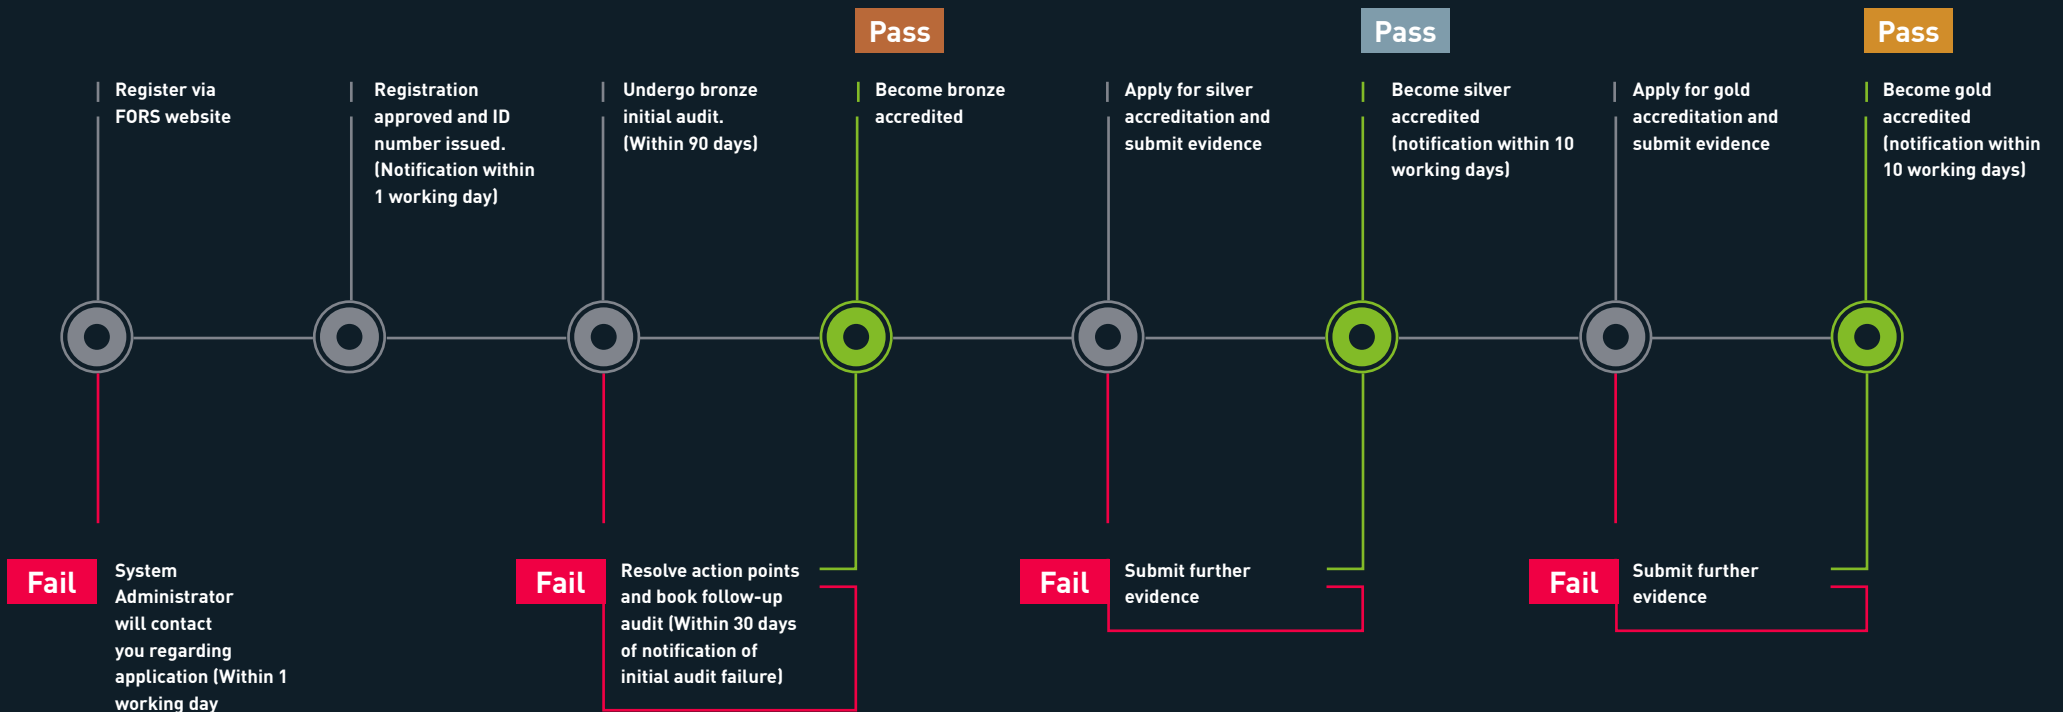 Pass
Pass
Pass
Register via
FORS website
Registration
approved and ID
number issued.
(Notification within
1 working day)
Undergo bronze
initial audit.
(Within 90 days)
Become bronze
accredited
Apply for silver
accreditation and
submit evidence
Become silver
accredited
(notification within 10
working days)
Apply for gold
accreditation and
submit evidence
Become gold
accredited
(notification within
10 working days)
Fail
System
Administrator
will contact
you regarding
application (Within 1
working day
Fail
Resolve action points
and book follow-up
audit (Within 30 days
of notification of
initial audit failure)
Fail
Submit further
evidence
Fail
Submit further
evidence